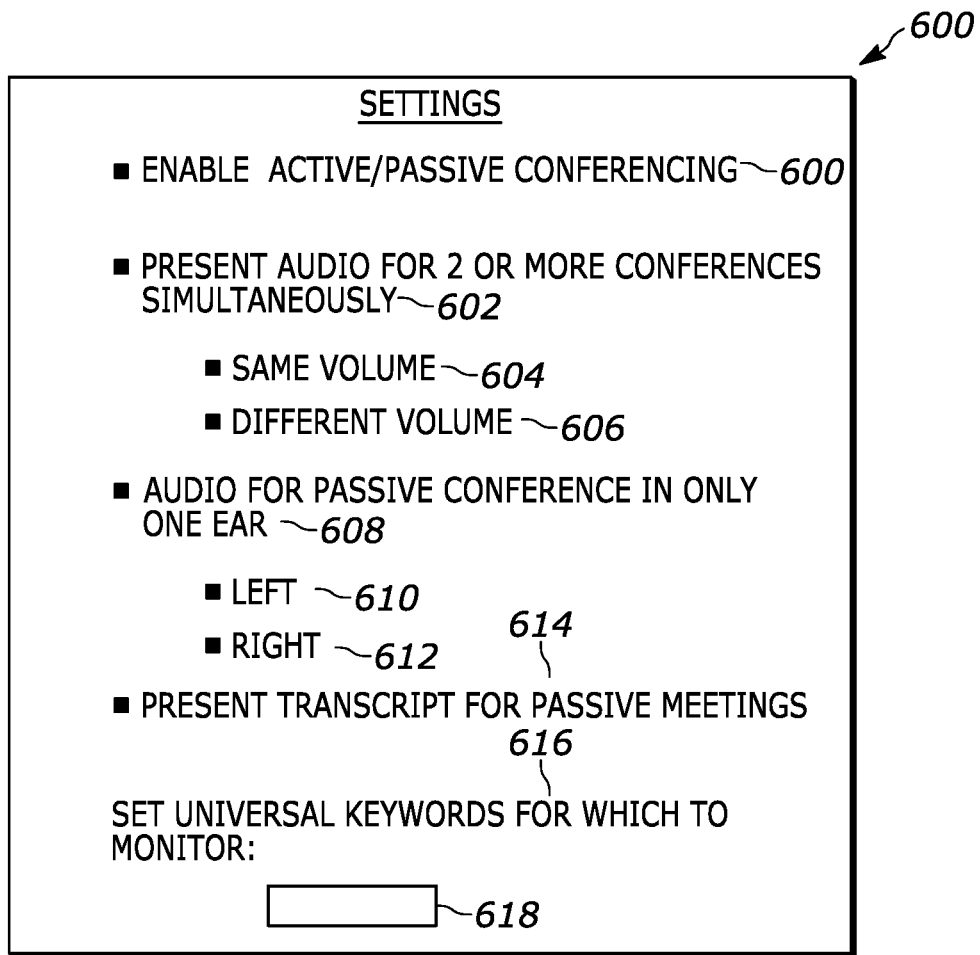 600
SETTINGS
■ ENABLE ACTIVE/PASSIVE CONFERENCING 600
■ PRESENT AUDIO FOR 2 OR MORE CONFERENCES
SIMULTANEOUSLY 602
■ SAME VOLUME 604
■ DIFFERENT VOLUME 606
■ AUDIO FOR PASSIVE CONFERENCE IN ONLY
ONE EAR 608
■ LEFT 610
■ RIGHT 612
614
■ PRESENT TRANSCRIPT FOR PASSIVE MEETINGS
616
SET UNIVERSAL KEYWORDS FOR WHICH TO
MONITOR:
618